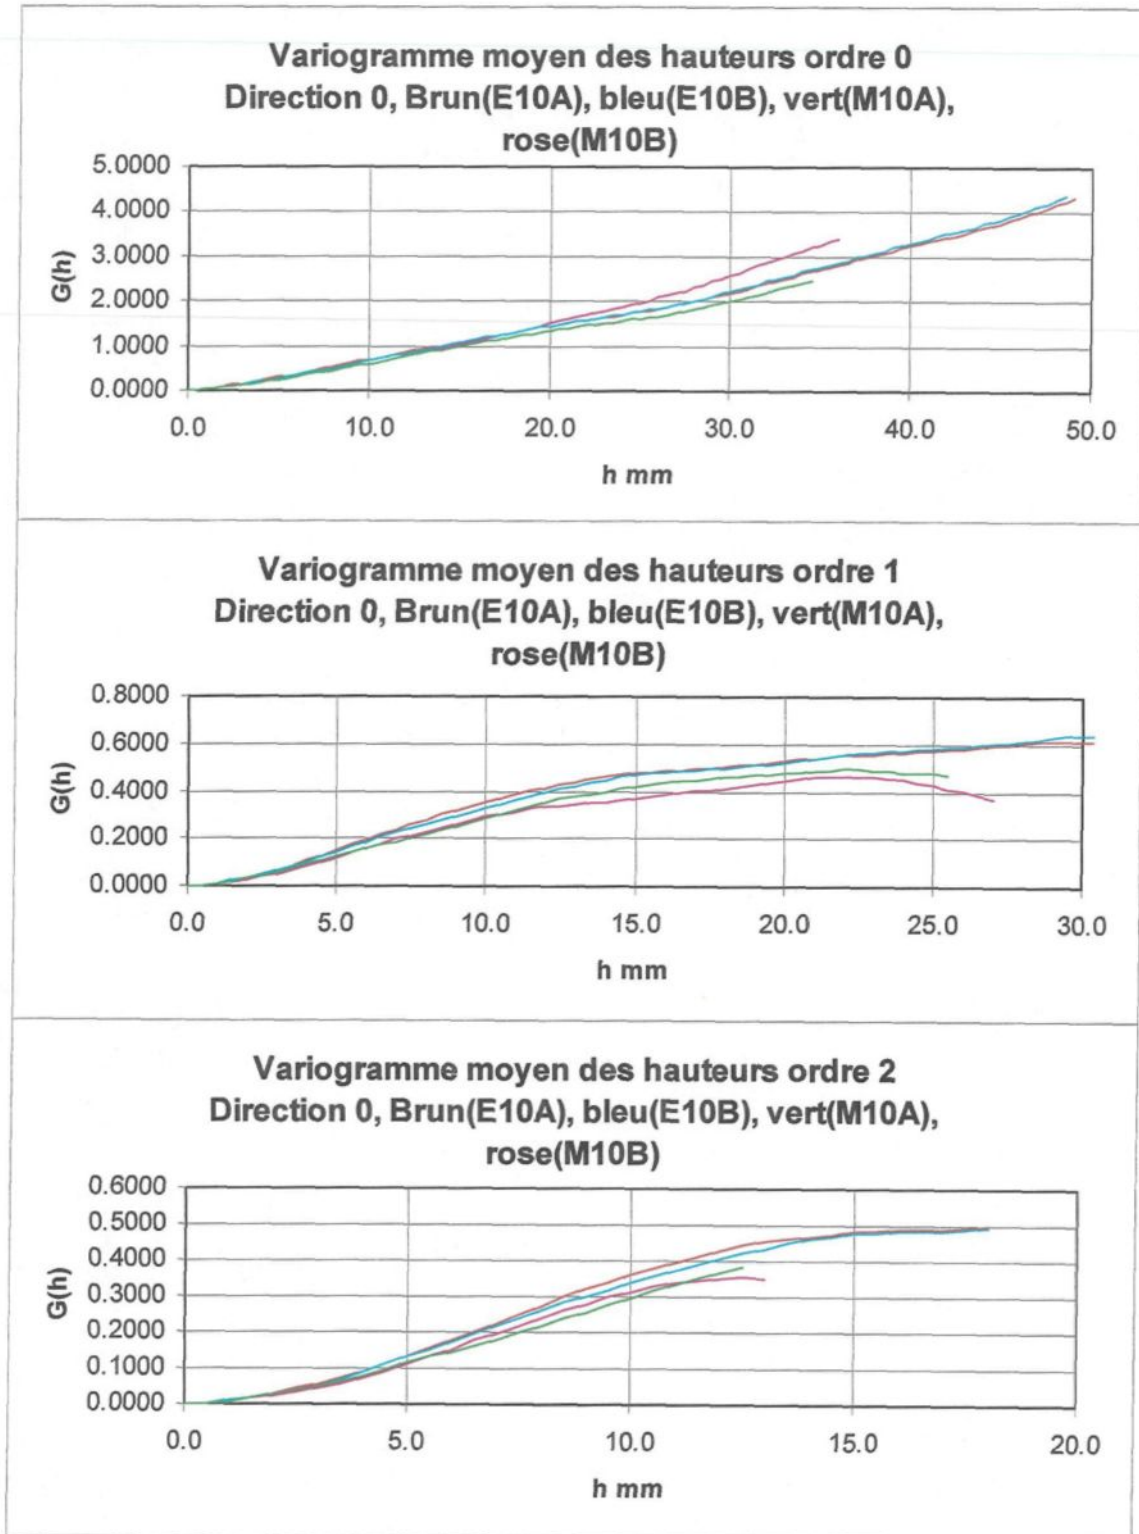 Variogramme moyen des hauteurs ordre 0
Direction 0, Brun(E10A), bleu(E10B), vert(M10A),
rose(M10B)
5.0000
4.0000
3.0000
2.0000
1.0000
0.0000
G(h)
0.0 10.0 20.0 30.0 40.0 50.0
h mm
Variogramme moyen des hauteurs ordre 1
Direction 0, Brun(E10A), bleu(E10B), vert(M10A),
rose(M10B)
0.8000
0.6000
0.4000
0.2000
0.0000
G(h)
0.0 5.0 10.0 15.0 20.0 25.0 30.0
h mm
Variogramme moyen des hauteurs ordre 2
Direction 0, Brun(E10A), bleu(E10B), vert(M10A),
rose(M10B)
0.6000
0.5000
0.4000
0.3000
0.2000
0.1000
0.0000
G(h)
0.0 5.0 10.0 15.0 20.0
h mm